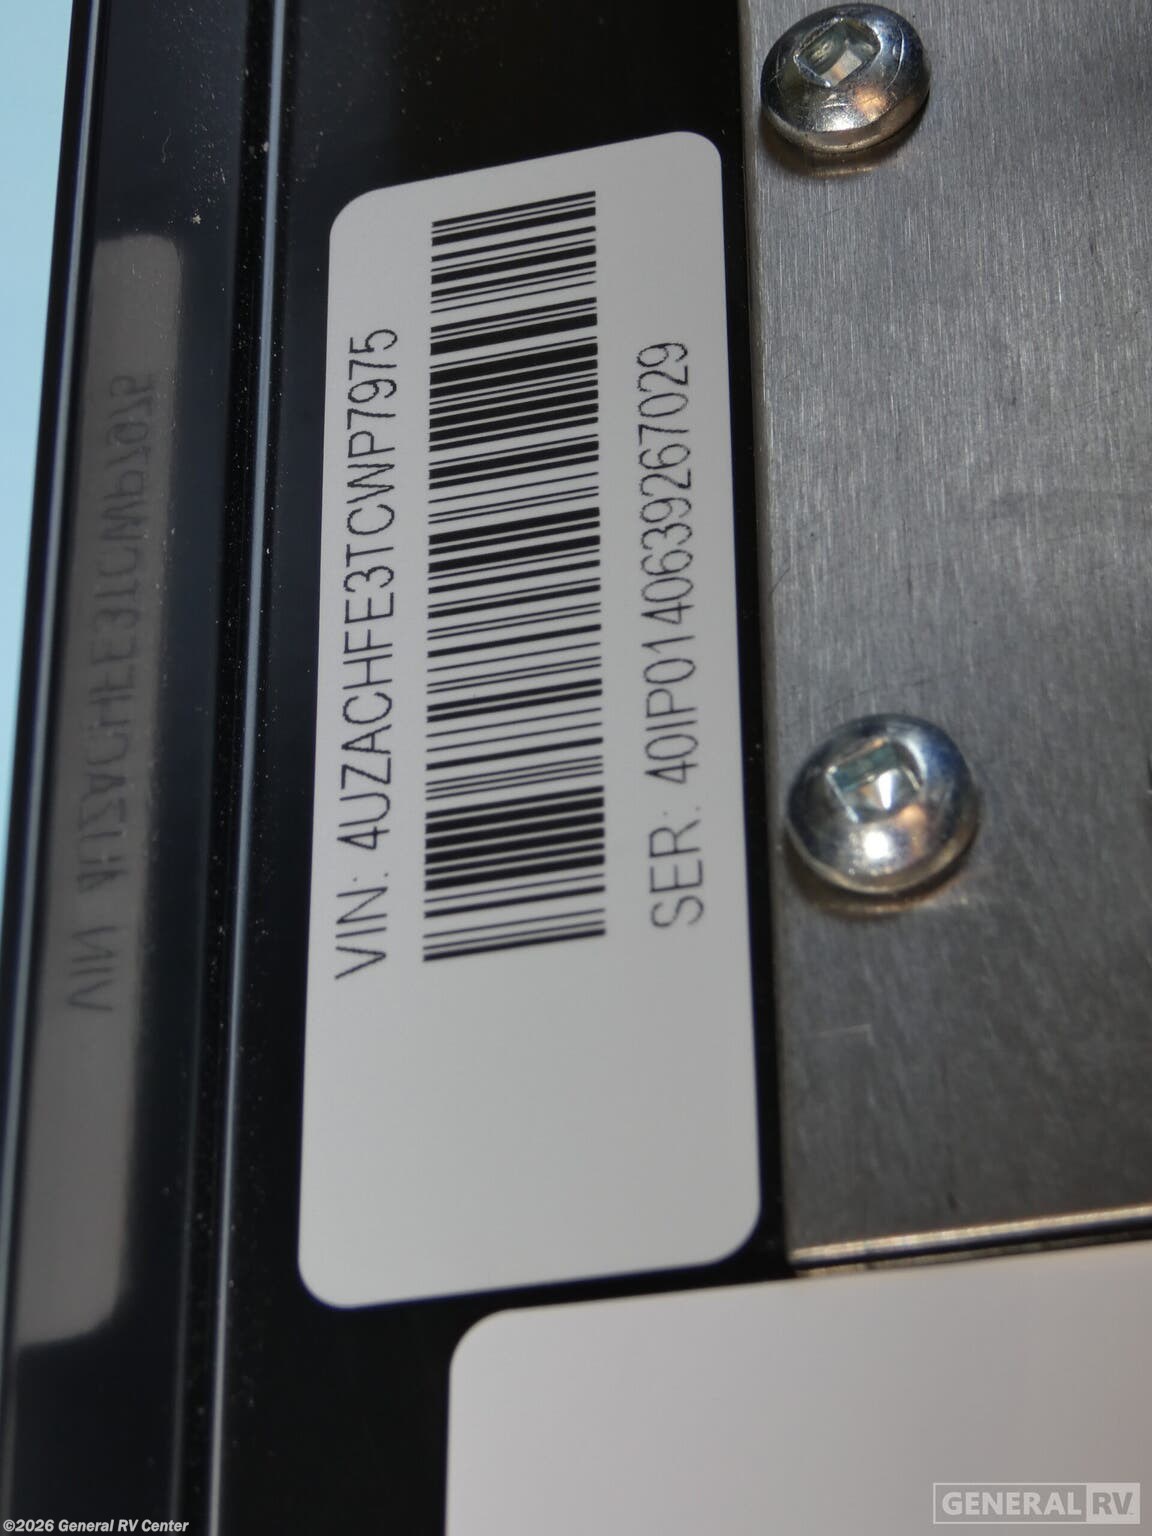 VIN: 4UZACHFE3TCWP7975
SER: 40IP01406392670​29
GENERAL RV
©2026 General RV Center